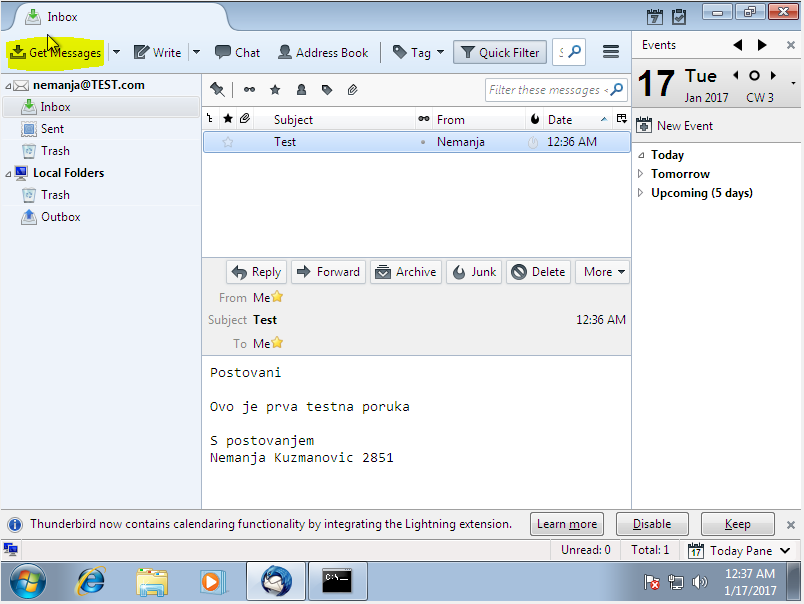 Inbox
Get Messages Write Chat Address Book Tag Quick Filter S
nemanja@TEST.com
Inbox
Sent
Trash
Local Folders
Trash
Outbox
Filter these messages <
Subject From Date
Test Nemanja 12:36 AM
Reply Forward Archive Junk Delete More
From Me
Subject Test 12:36 AM
To Me
Postovani
Ovo je prva testna poruka
S postovanjem
Nemanja Kuzmanovic 2851
7
Events
17 Tue
Jan 2017 CW 3
New Event
Today
Tomorrow
Upcoming (5 days)
Thunderbird now contains calendaring functionality by integrating the Lightning extension. Learn more Disable Keep
Unread: 0 Total: 1 17 Today Pane
C:\_
12:37 AM
1/17/2017